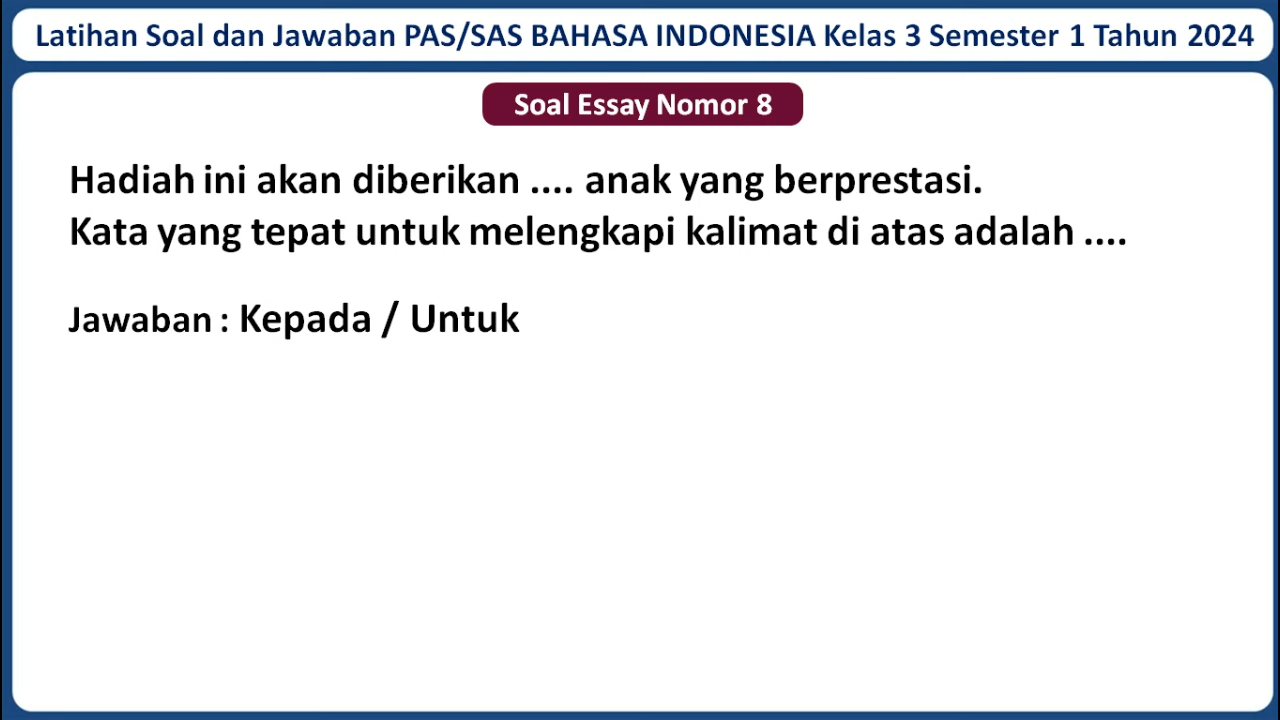 Latihan Soal dan Jawaban PAS/SAS BAHASA INDONESIA Kelas 3 Semester 1 Tahun 2024
Soal Essay Nomor 8
Hadiah ini akan diberikan .... anak yang berprestasi.
Kata yang tepat untuk melengkapi kalimat di atas adalah ....
Jawaban : Kepada / Untuk